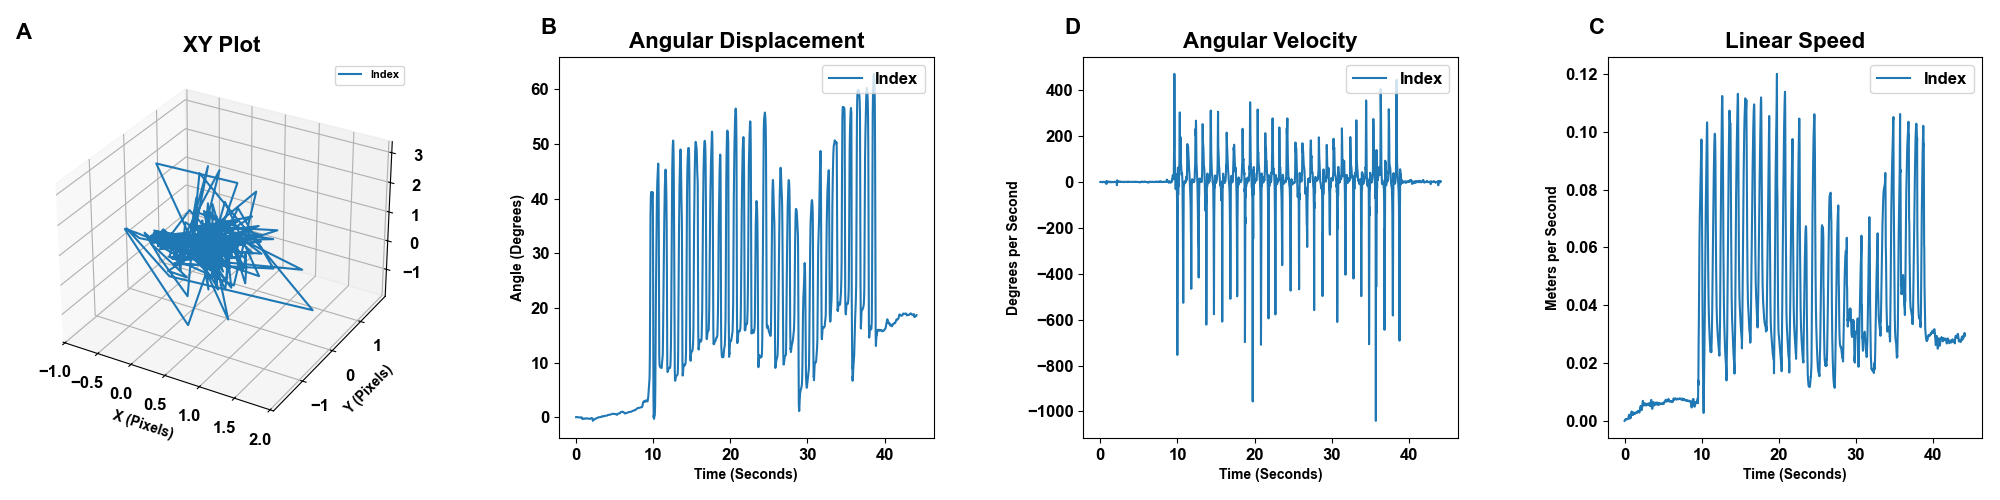 A
XY Plot
Index
3
2
1
0
−1
−1.0
−0.5
0.0
0.5
1.0
1.5
2.0
X (Pixels)
−1
0
1
Y (Pixels)
B
Angular Displacement
Index
60
50
40
30
20
10
0
Angle (Degrees)
0 10 20 30 40
Time (Seconds)
D
Angular Velocity
Index
400
200
0
−200
−400
−600
−800
−1000
Degrees per Second
0 10 20 30 40
Time (Seconds)
C
Linear Speed
Index
0.12
0.10
0.08
0.06
0.04
0.02
0.00
Meters per Second
0 10 20 30 40
Time (Seconds)